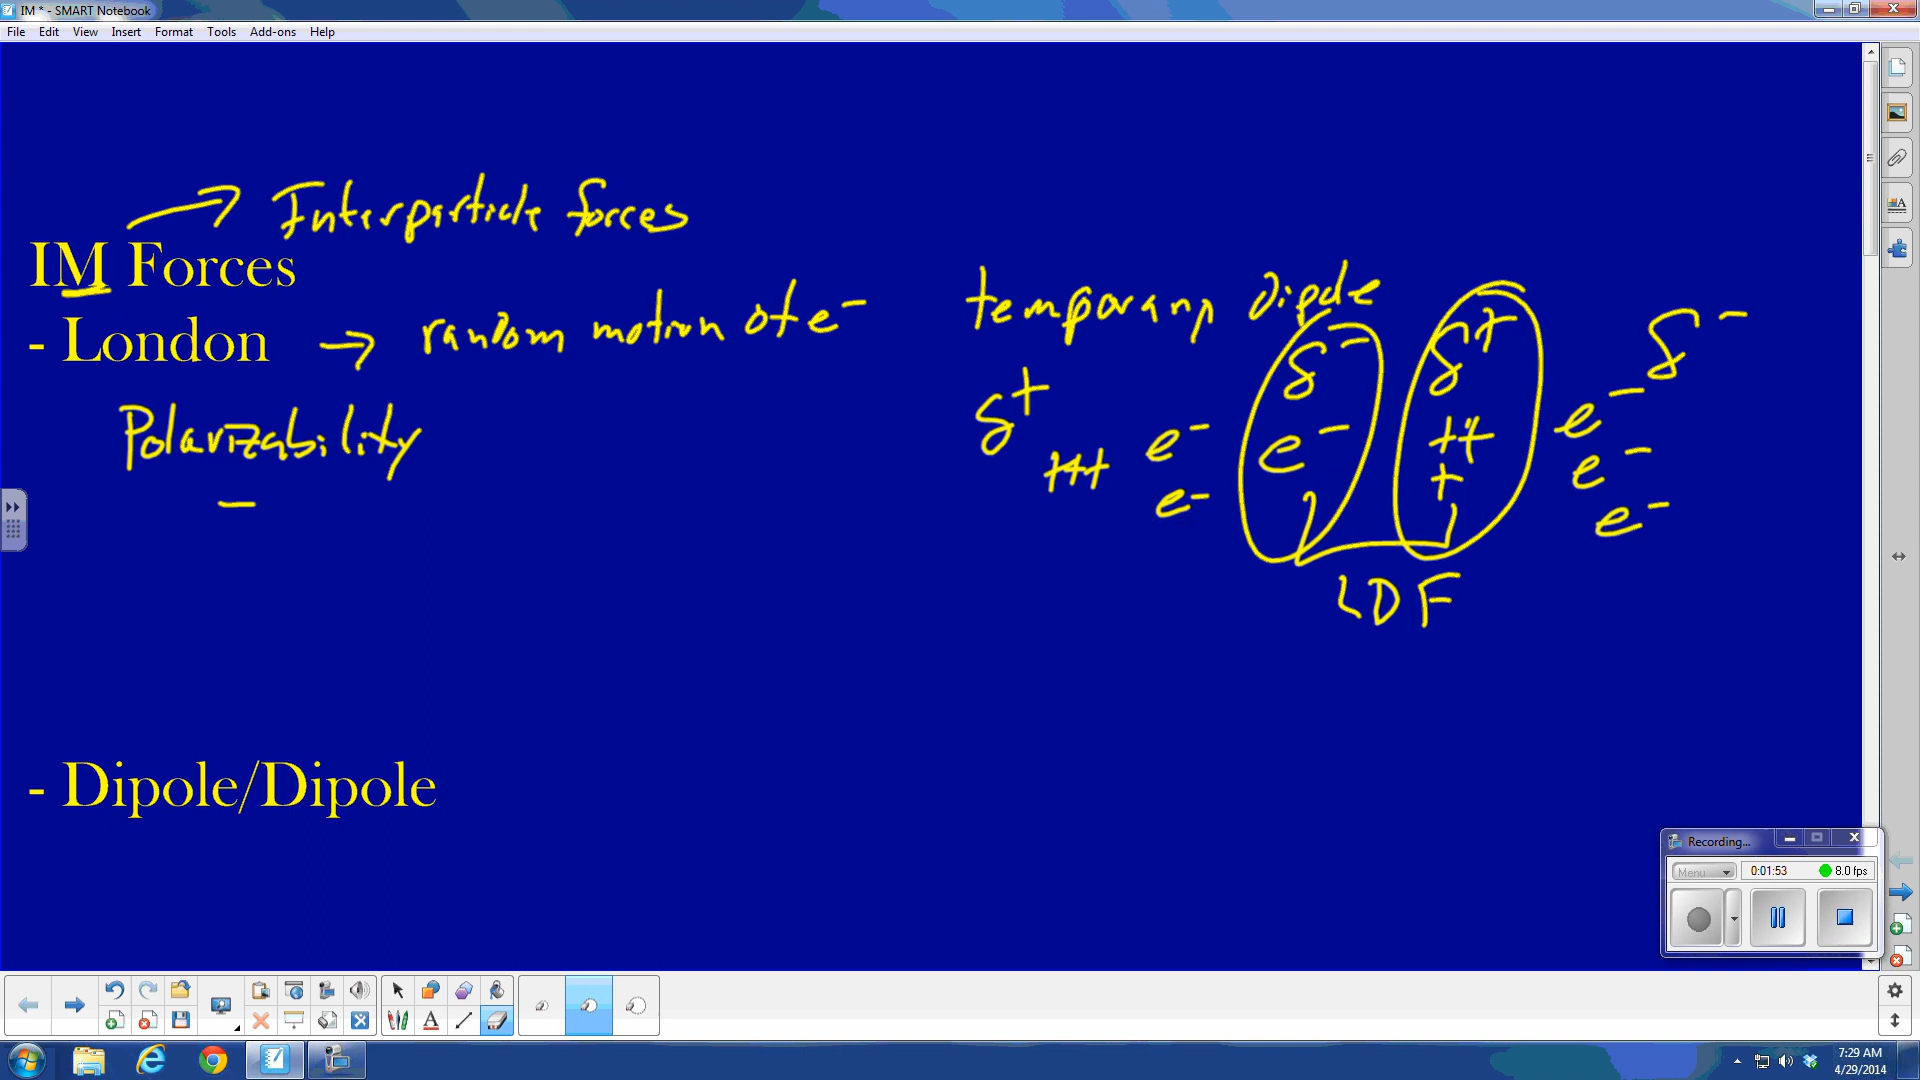 IM * - SMART Notebook
File Edit View Insert Format Tools Add-ons Help
→ Interparticle forces
IM Forces
- London → random motion of e⁻
temporary Dipole
Polarizability
–
δ⁺ δ⁻ δ⁺ δ⁻
+++ e⁻ e⁻ ++ e⁻
e⁻ + e⁻
e⁻
LDF
- Dipole/Dipole
Recording...
Menu 0:01:53 8.0 fps
7:29 AM
4/29/2014